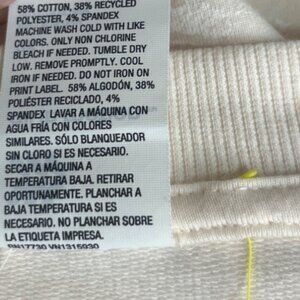 58% COTTON, 38% RECYCLED
POLYESTER, 4% SPANDEX
MACHINE WASH COLD WITH LIKE
COLORS. ONLY NON CHLORINE
BLEACH IF NEEDED. TUMBLE DRY
LOW. REMOVE PROMPTLY. COOL
IRON IF NEEDED. DO NOT IRON ON
PRINT LABEL. 58% ALGODÓN, 38%
POLIÉSTER RECICLADO, 4%
SPANDEX LAVAR A MÁQUINA CON
AGUA FRÍA CON COLORES
SIMILARES. SÓLO BLANQUEADOR
SIN CLORO SI ES NECESARIO.
SECAR A MÁQUINA A
TEMPERATURA BAJA. RETIRAR
OPORTUNAMENTE. PLANCHAR A
BAJA TEMPERATURA SI ES
NECESARIO. NO PLANCHAR SOBRE
LA ETIQUETA IMPRESA.
RN17730 VN1315930